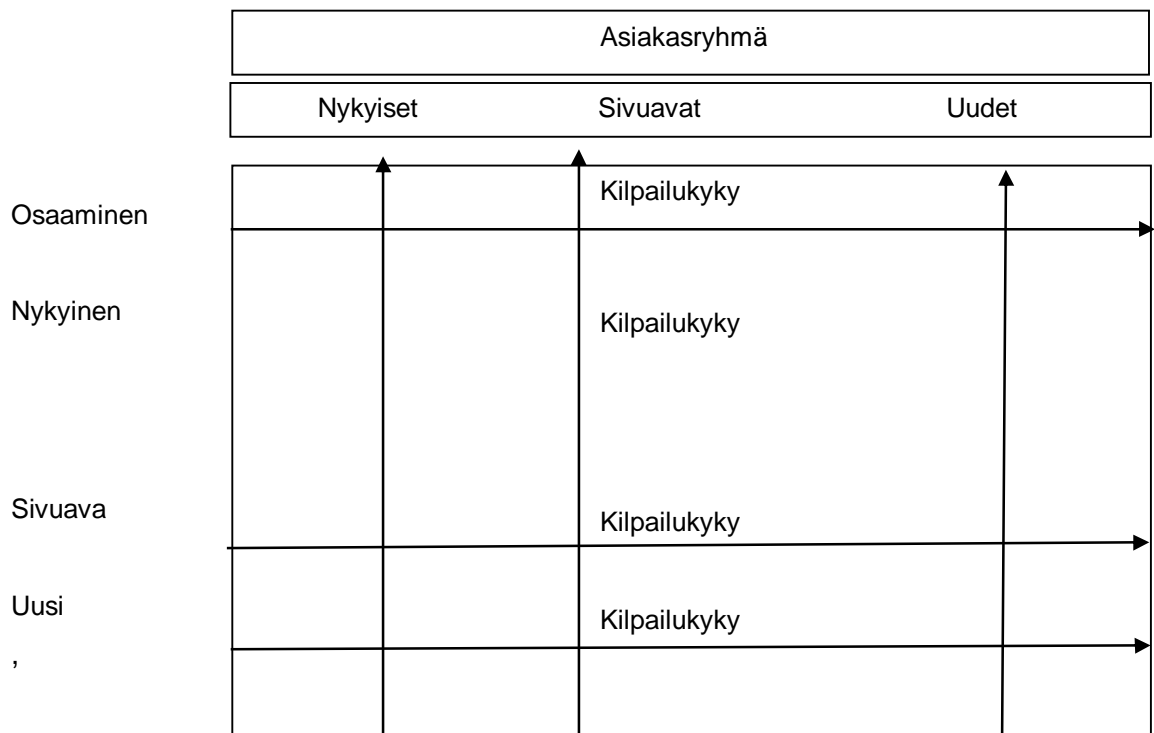 Asiakasryhmä
Nykyiset Sivuavat Uudet
Kilpailukyky
Osaaminen
Nykyinen
Kilpailukyky
Sivuava
Kilpailukyky
Uusi
Kilpailukyky
,